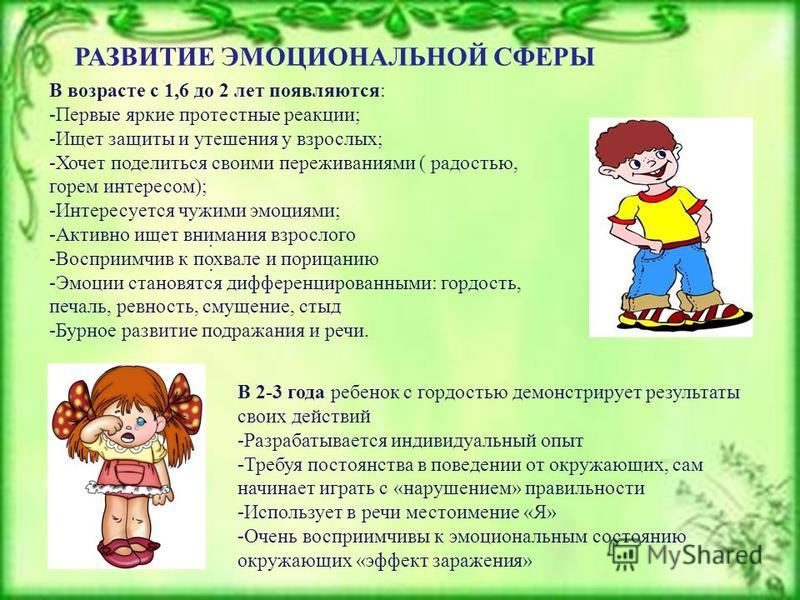 РАЗВИТИЕ ЭМОЦИОНАЛЬНОЙ СФЕРЫ
В возрасте с 1,6 до 2 лет появляются:
-Первые яркие протестные реакции;
-Ищет защиты и утешения у взрослых;
-Хочет поделиться своими переживаниями ( радостью,
горем интересом);
-Интересуется чужими эмоциями;
-Активно ищет внимания взрослого
-Восприимчив к похвале и порицанию
-Эмоции становятся дифференцированными: гордость,
печаль, ревность, смущение, стыд
-Бурное развитие подражания и речи.
В 2-3 года ребенок с гордостью демонстрирует результаты
своих действий
-Разрабатывается индивидуальный опыт
-Требуя постоянства в поведении от окружающих, сам
начинает играть с «нарушением» правильности
-Использует в речи местоимение «Я»
-Очень восприимчивы к эмоциональным состоянию
окружающих «эффект заражения»
MyShared